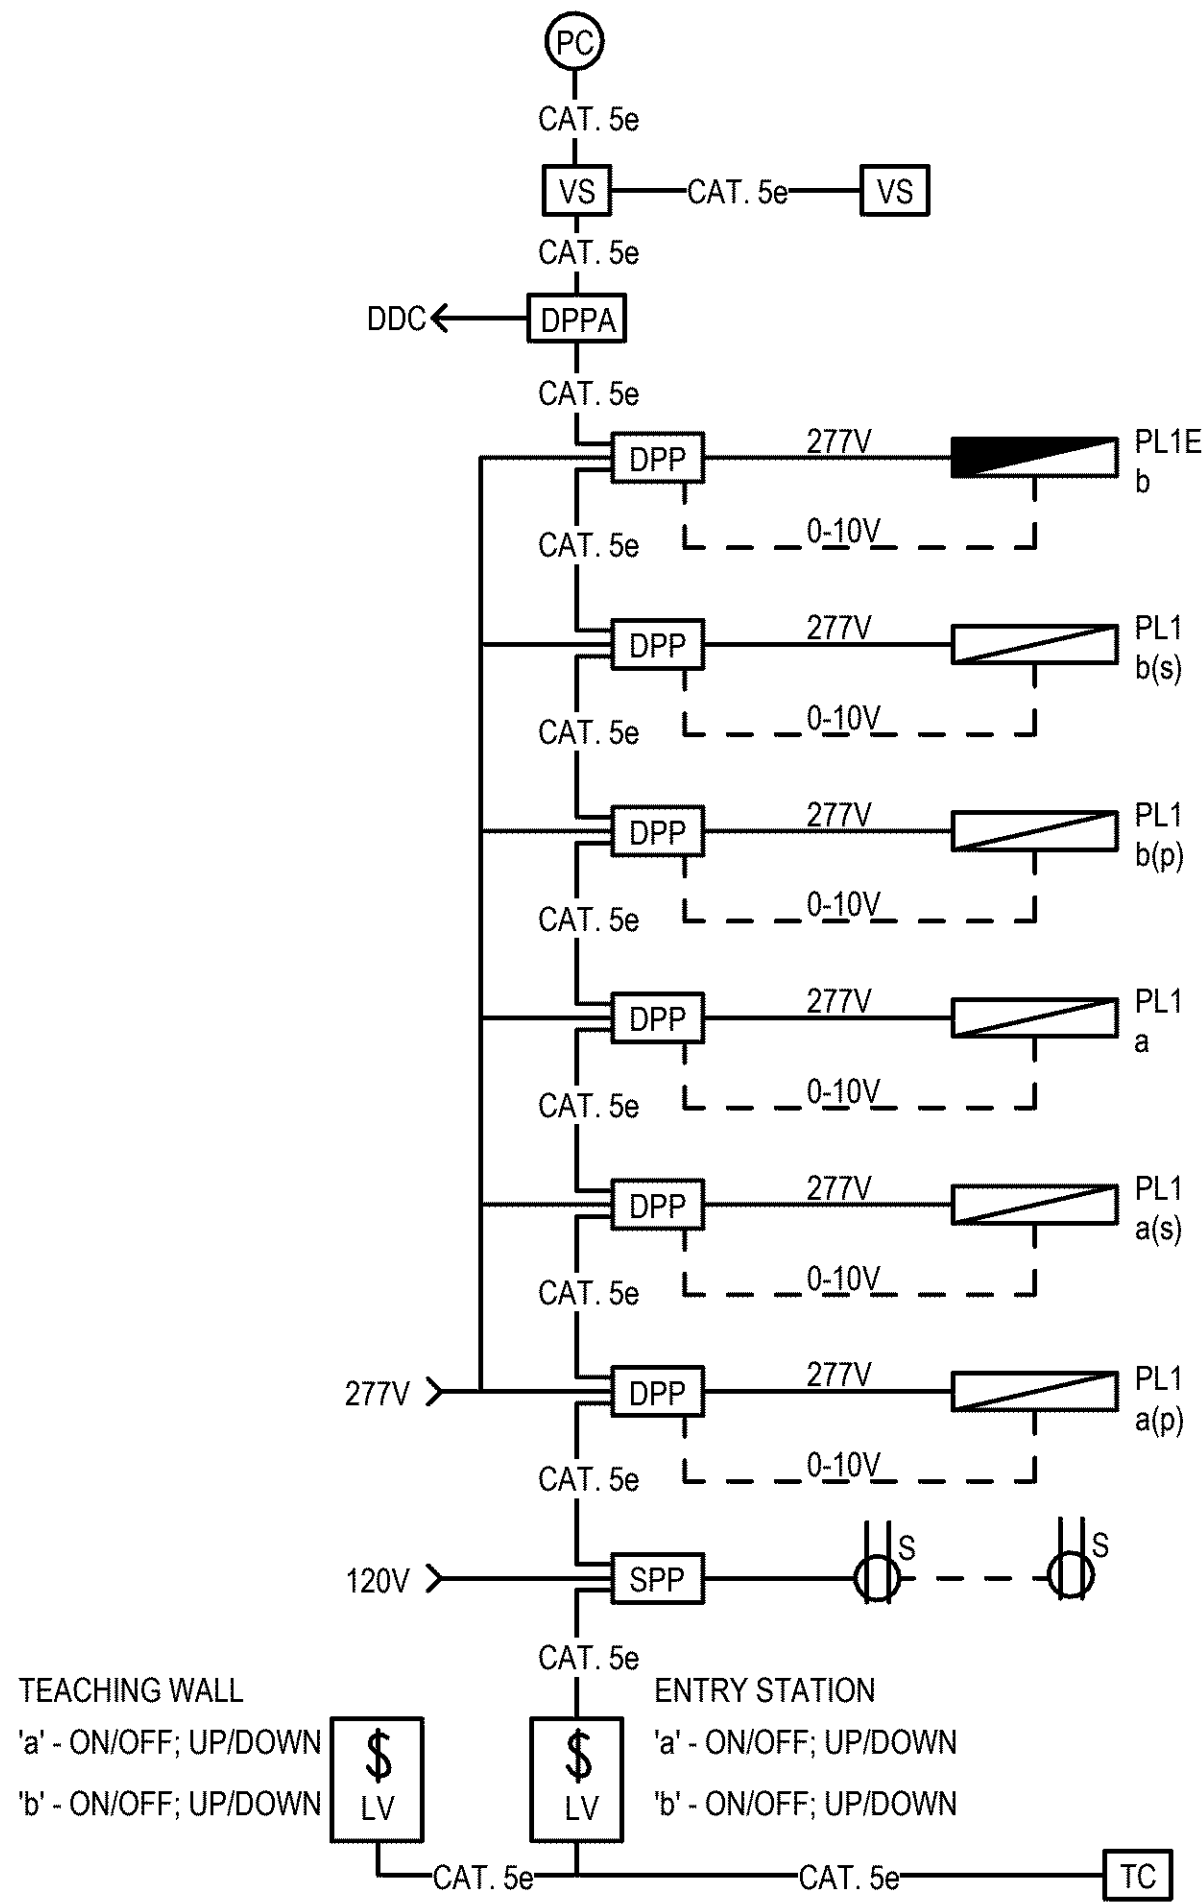 PC
CAT. 5e
VS
CAT. 5e
VS
CAT. 5e
DDC
DPPA
CAT. 5e
DPP
277V
PL1E
b
0-10V
CAT. 5e
DPP
277V
PL1
b(s)
0-10V
CAT. 5e
DPP
277V
PL1
b(p)
0-10V
CAT. 5e
DPP
277V
PL1
a
0-10V
CAT. 5e
DPP
277V
PL1
a(s)
0-10V
CAT. 5e
277V
DPP
277V
PL1
a(p)
0-10V
CAT. 5e
120V
SPP
S
S
CAT. 5e
TEACHING WALL
'a' - ON/OFF; UP/DOWN
'b' - ON/OFF; UP/DOWN
$
LV
$
LV
ENTRY STATION
'a' - ON/OFF; UP/DOWN
'b' - ON/OFF; UP/DOWN
CAT. 5e
CAT. 5e
TC